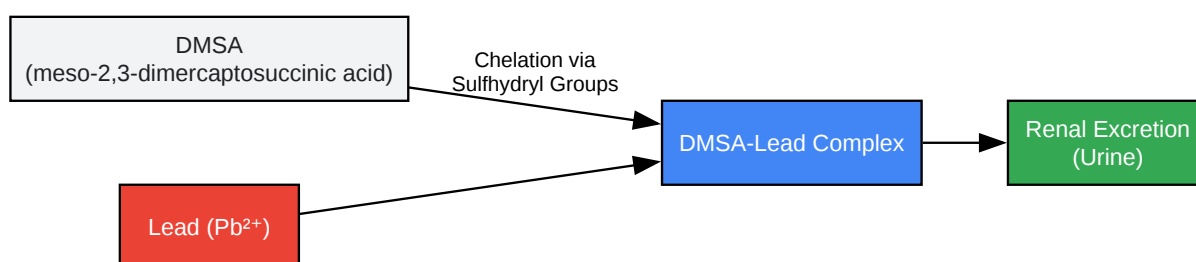 DMSA
(meso-2,3-dimercaptosuccinic acid)
Chelation via
Sulfhydryl Groups
Lead (Pb²⁺)
DMSA-Lead Complex
Renal Excretion
(Urine)